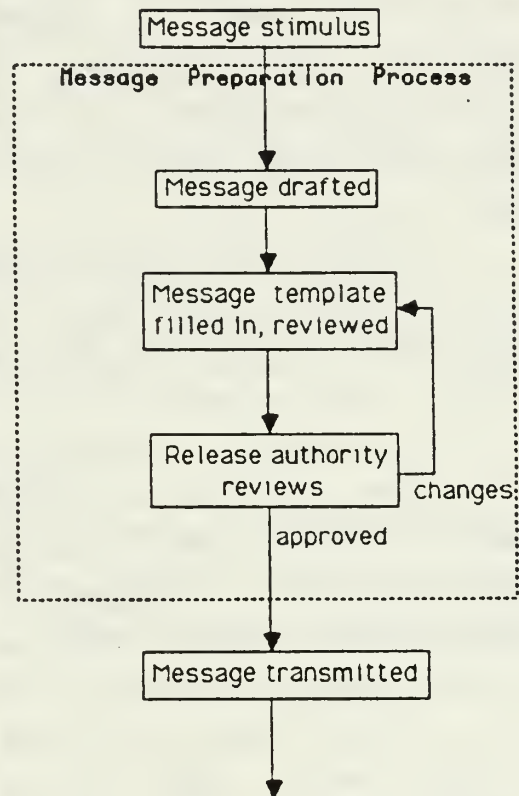 Message stimulus
Message Preparation Process
Message drafted
Message template
filled in, reviewed
Release authority
reviews
changes
approved
Message transmitted